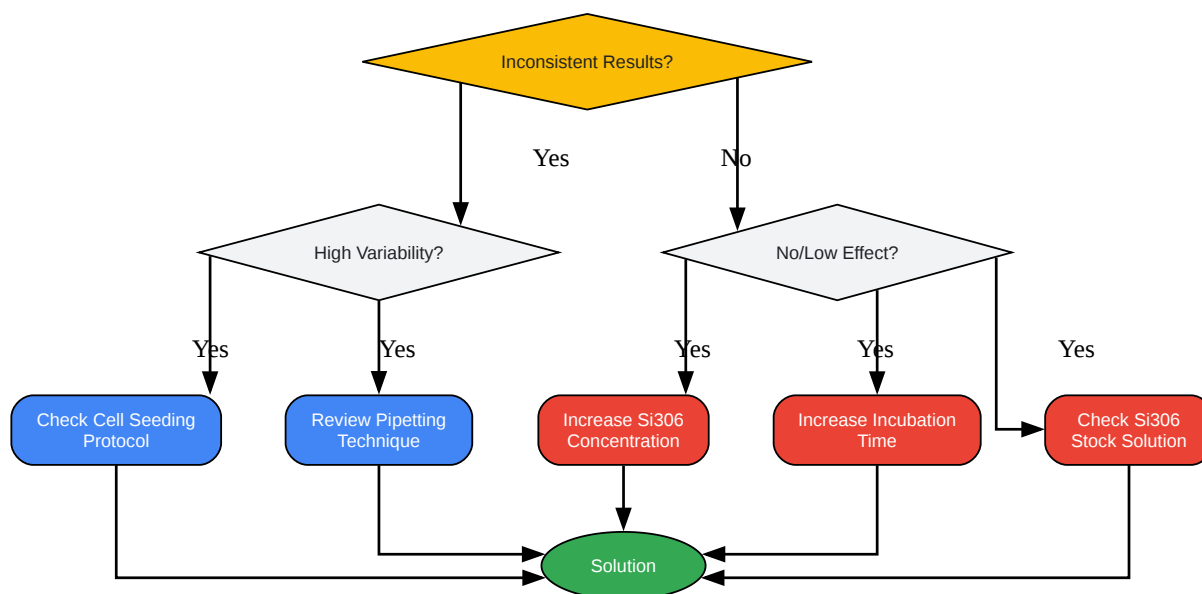 Inconsistent Results?
Yes
No
High Variability?
No/Low Effect?
Yes
Yes
Yes
Yes
Yes
Check Cell Seeding
Protocol
Review Pipetting
Technique
Increase Si306
Concentration
Increase Incubation
Time
Check Si306
Stock Solution
Solution